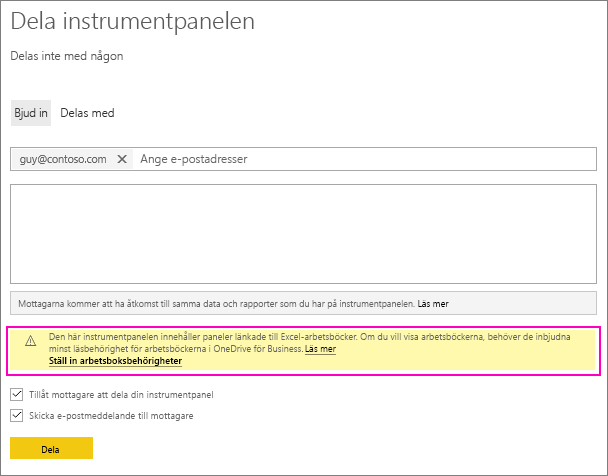 Dela instrumentpanelen
Delas inte med någon
Bjud in Delas med
guy@contoso.com Ange e-postadresser
Mottagarna kommer att ha åtkomst till samma data och rapporter som du har på instrumentpanelen. Läs mer
Den här instrumentpanelen innehåller paneler länkade till Excel-arbetsböcker. Om du vill visa arbetsböckerna, behöver de inbjudna
minst läsbehörighet för arbetsböckerna i OneDrive för Business. Läs mer
Ställ in arbetsboksbehörigheter
Tillåt mottagare att dela din instrumentpanel
Skicka e-postmeddelande till mottagare
Dela